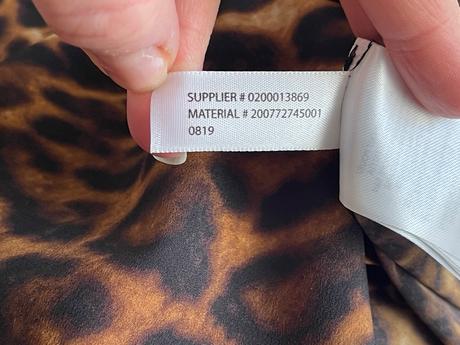 SUPPLIER # 0200013869
MATERIAL # 200772745001
0819